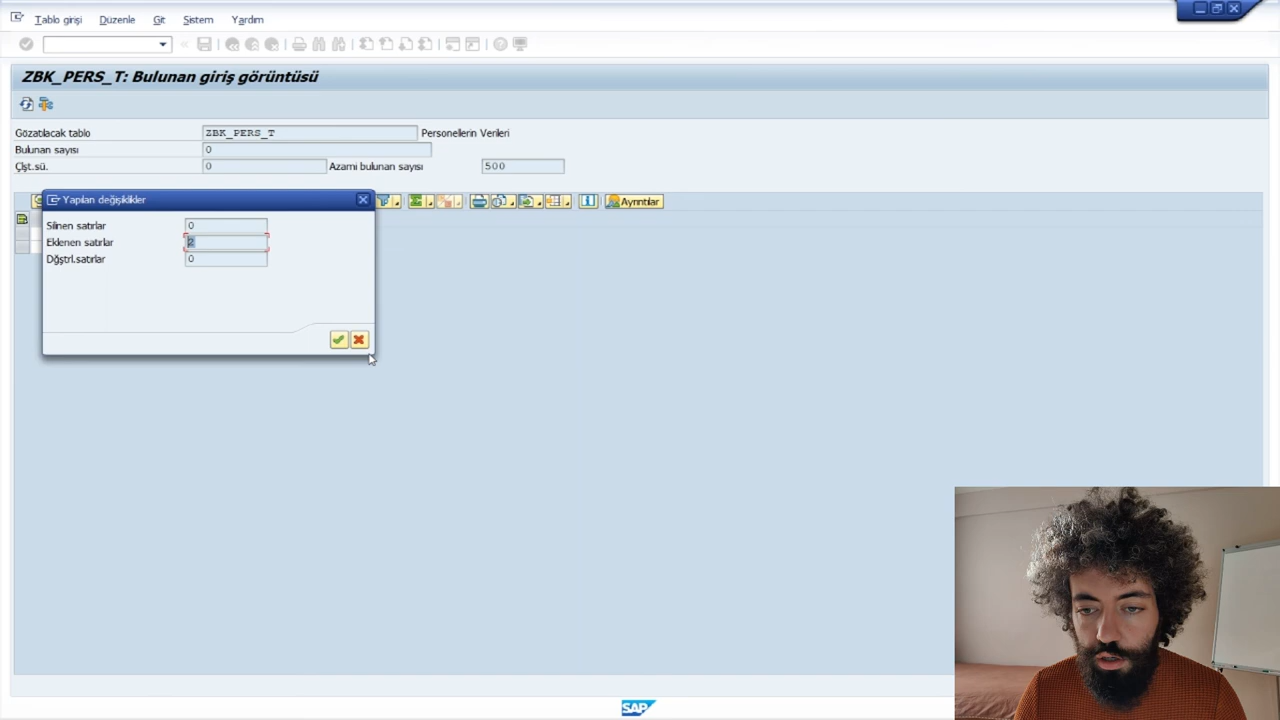 Tablo girişi Düzenle Git Sistem Yardım
ZBK_PERS_T: Bulunan giriş görüntüsü
Gözatılacak tablo ZBK_PERS_T Personellerin Verileri
Bulunan sayısı 0
Çlşt.sü. 0 Azami bulunan sayısı 500
Ayrıntılar
Yapılan değişiklikler
Silinen satırlar 0
Eklenen satırlar 2
Dğştrl.satırlar 0
SAP